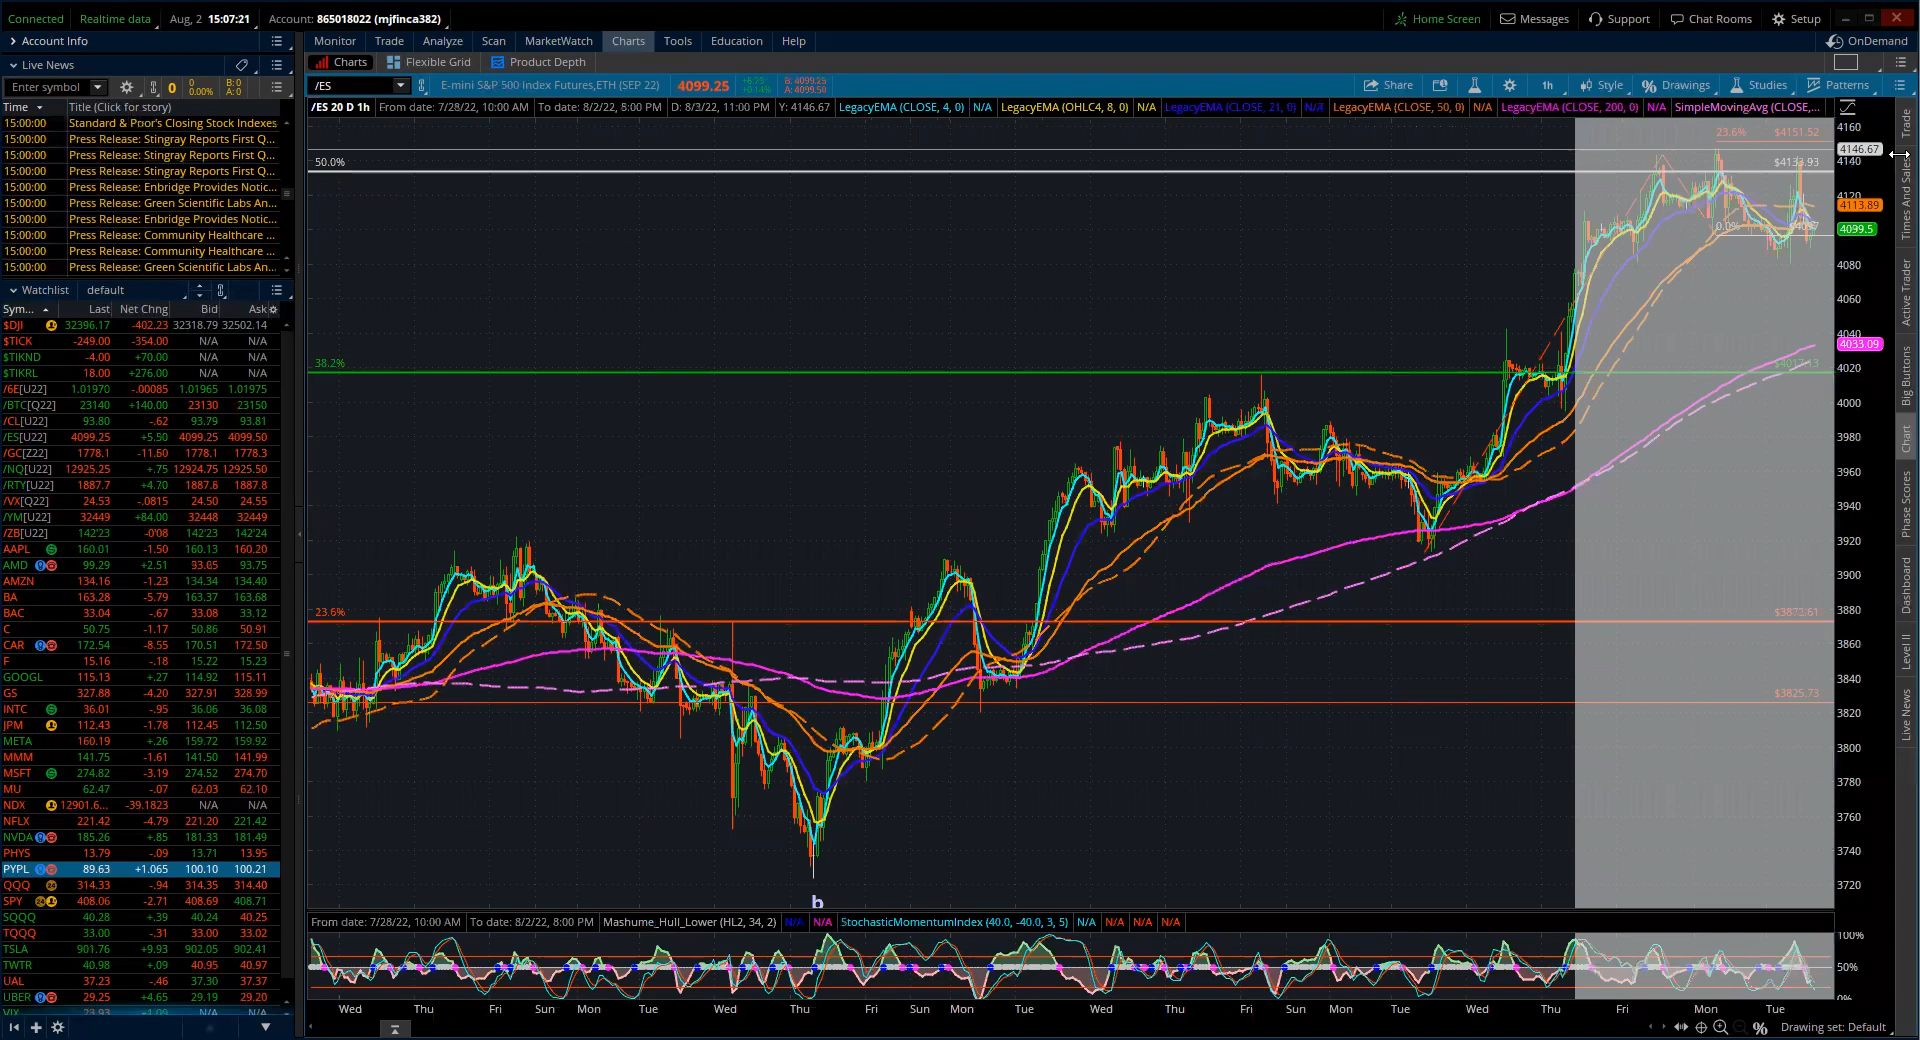 Connected Realtime data Aug, 2 15:07:21 Account: 865018022 (mjfinca382) Home Screen Messages Support Chat Rooms Setup
Account Info
Monitor Trade Analyze Scan MarketWatch Charts Tools Education Help OnDemand
Live News
Charts Flexible Grid Product Depth
Enter symbol 0 0 0.00% B: 0 A: 0
/ES E-mini S&P 500 Index Futures,ETH (SEP 22) 4099.25 B: 4099.25 A: 4099.50 Share 1h Style Drawings Studies Patterns
Time Title (Click for story)
/ES 20 D 1h From date: 7/28/22, 10:00 AM To date: 8/2/22, 8:00 PM D: 8/3/22, 11:00 PM Y: 4146.67 LegacyEMA (CLOSE, 4, 0) N/A LegacyEMA (OHLC4, 8, 0) N/A LegacyEMA (CLOSE, 21, 0) N/A LegacyEMA (CLOSE, 50, 0) N/A LegacyEMA (CLOSE, 200, 0) N/A SimpleMovingAvg (CLOSE,...
15:00:00 Standard & Poor's Closing Stock Indexes
15:00:00 Press Release: Stingray Reports First Q...
15:00:00 Press Release: Stingray Reports First Q...
15:00:00 Press Release: Stingray Reports First Q...
15:00:00 Press Release: Enbridge Provides Notic...
15:00:00 Press Release: Green Scientific Labs An...
15:00:00 Press Release: Enbridge Provides Notic...
15:00:00 Press Release: Community Healthcare ...
15:00:00 Press Release: Community Healthcare ...
15:00:00 Press Release: Green Scientific Labs An...
Watchlist default
Sym... Last Net Chng Bid Ask
$DJI 32396.17 -402.23 32318.79 32502.14
$TICK -249.00 -354.00 N/A N/A
$TIKND -4.00 +70.00 N/A N/A
$TIKRL 18.00 +276.00 N/A N/A
/6E[U22] 1.01970 -.00085 1.01965 1.01975
/BTC[Q22] 23140 +140.00 23130 23150
/CL[U22] 93.80 -.62 93.79 93.81
/ES[U22] 4099.25 +5.50 4099.25 4099.50
/GC[Z22] 1778.1 -11.60 1778.1 1778.3
/NQ[U22] 12925.25 +.75 12924.75 12925.50
/RTY[U22] 1887.7 +4.70 1887.6 1887.8
/VX[Q22] 24.53 -.0815 24.50 24.55
/YM[U22] 32449 +84.00 32448 32449
/ZB[U22] 142'23 -0'08 142'23 142'24
AAPL 160.01 -1.50 160.13 160.20
AMD 99.29 +2.51 93.05 93.75
AMZN 134.16 -1.23 134.34 134.40
BA 163.28 -5.79 163.37 163.68
BAC 33.04 -.67 33.08 33.12
C 50.75 -1.17 50.86 50.91
CAR 172.54 -8.55 170.51 172.50
F 15.16 -.18 15.22 15.23
GOOGL 115.13 +.27 114.92 115.11
GS 327.88 -4.20 327.91 328.99
INTC 36.01 -.95 36.06 36.08
JPM 112.43 -1.78 112.45 112.50
META 160.19 +.26 159.72 159.92
MMM 141.75 -1.61 141.50 141.99
MSFT 274.82 -3.19 274.52 274.70
MU 62.47 -.07 62.03 62.10
NDX 12901.6... -39.1823 N/A N/A
NFLX 221.42 -4.79 221.20 221.42
NVDA 185.26 +.85 181.33 181.49
PHYS 13.79 -.09 13.71 13.95
PYPL 89.63 +1.065 100.10 100.21
QQQ 314.33 -.94 314.35 314.40
SPY 408.06 -2.71 408.69 408.71
SQQQ 40.28 +.39 40.24 40.25
TQQQ 33.00 -.31 33.00 33.02
TSLA 901.76 +9.93 902.05 902.41
TWTR 40.98 +.09 40.95 40.97
UAL 37.23 -.46 37.30 37.37
UBER 29.25 +4.65 29.19 29.20
VIX 23.93 +1.09 N/A N/A
23.6% $4151.52
50.0% $4133.93
0.0% $4097
38.2%
23.6% $3872.61
$3825.73
b
4160
4146.67
4140
4120
4113.89
4099.5
4080
4060
4040
4033.09
4020
4000
3980
3960
3940
3920
3900
3880
3860
3840
3820
3800
3780
3760
3740
3720
From date: 7/28/22, 10:00 AM To date: 8/2/22, 8:00 PM Mashume_Hull_Lower (HL2, 34, 2) N/A N/A StochasticMomentumIndex (40.0, -40.0, 3, 5) N/A N/A N/A N/A
100%
50%
0%
Wed Thu Fri Sun Mon Tue Wed Thu Fri Sun Mon Tue Wed Thu Fri Sun Mon Tue Wed Thu Fri Mon Tue
Drawing set: Default
Trade
Times And Sales
Active Trader
Big Buttons
Chart
Phase Scores
Dashboard
Level II
Live News